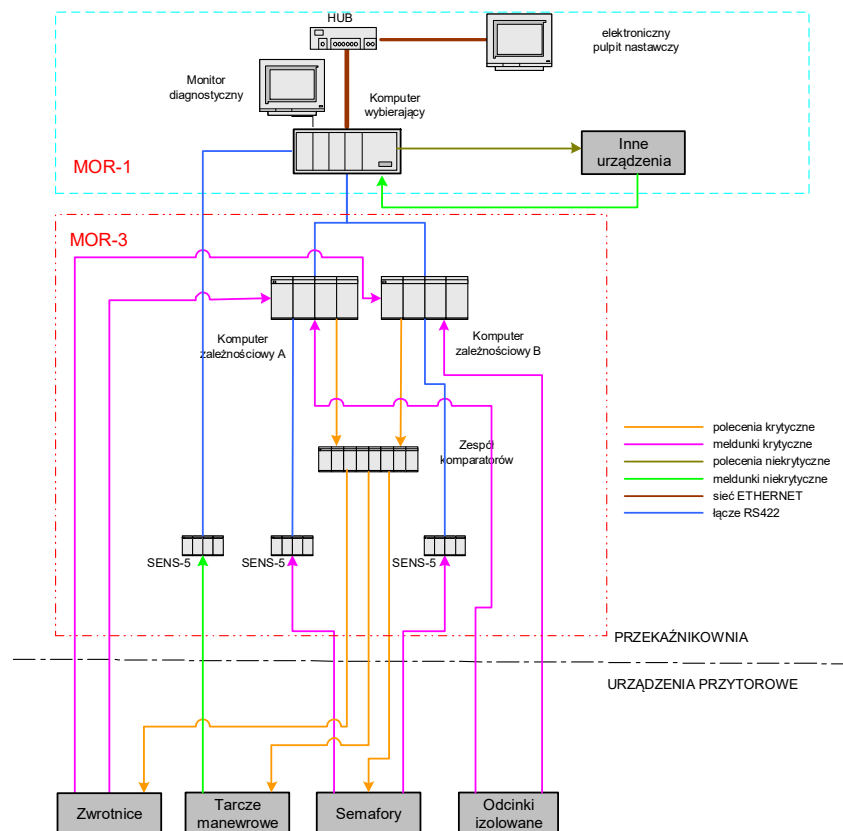 HUB
elektroniczny
pulpit nastawczy
Monitor
diagnostyczny
Komputer
wybierający
Inne
urządzenia
MOR-1
MOR-3
Komputer
zależnościowy A
Komputer
zależnościowy B
Zespół
komparatorów
polecenia krytyczne
meldunki krytyczne
polecenia niekrytyczne
meldunki niekrytyczne
sieć ETHERNET
łącze RS422
SENS-5
SENS-5
SENS-5
PRZEKAŹNIKOWNIA
URZĄDZENIA PRZYTOROWE
Zwrotnice
Tarcze
manewrowe
Semafory
Odcinki
izolowane